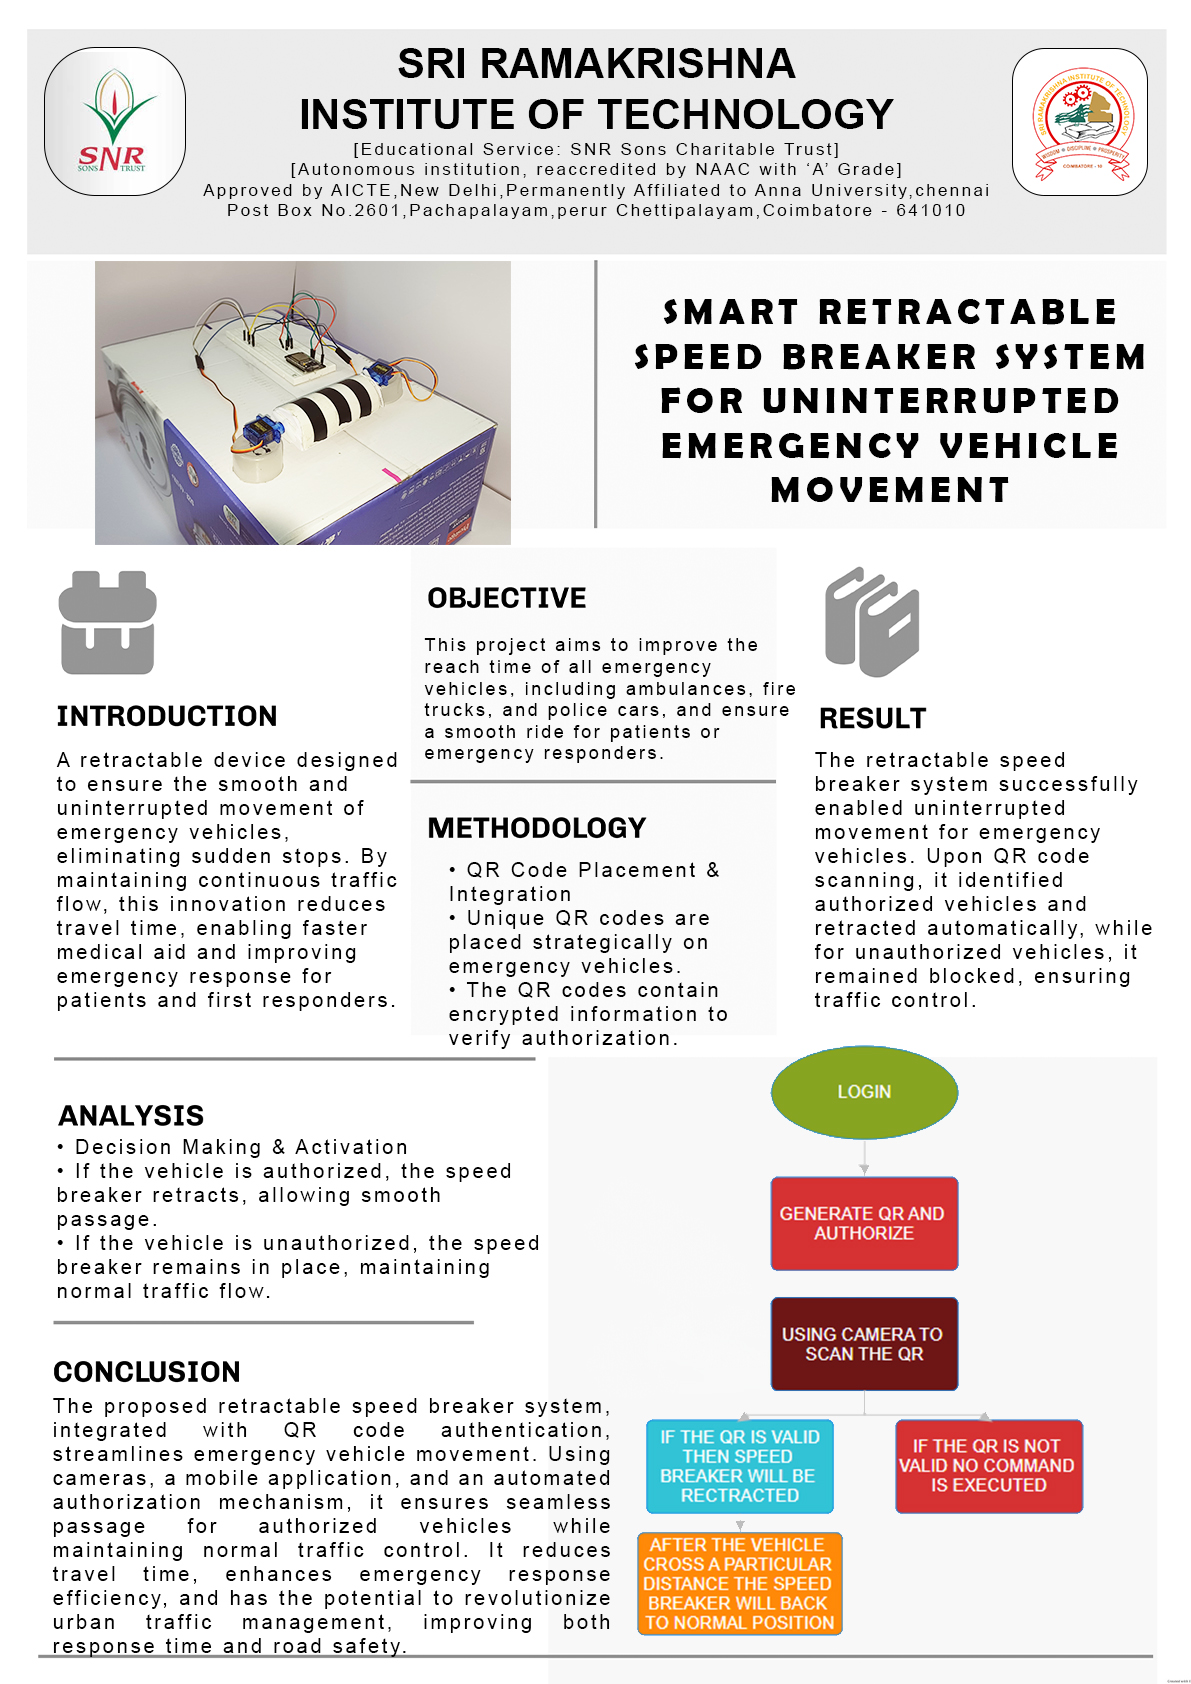 SRI RAMAKRISHNA
INSTITUTE OF TECHNOLOGY
[Educational Service: SNR Sons Charitable Trust]
[Autonomous institution, reaccredited by NAAC with ‘A’ Grade]
Approved by AICTE,New Delhi,Permanently Affiliated to Anna University,chennai
Post Box No.2601,Pachapalayam,perur Chettipalayam,Coimbatore - 641010
SNR
SONS TRUST
SRI RAMAKRISHNA INSTITUTE OF TECHNOLOGY
WISDOM DISCIPLINE PROSPERITY
COIMBATORE - 10
SMART RETRACTABLE
SPEED BREAKER SYSTEM
FOR UNINTERRUPTED
EMERGENCY VEHICLE
MOVEMENT
INTRODUCTION
A retractable device designed
to ensure the smooth and
uninterrupted movement of
emergency vehicles,
eliminating sudden stops. By
maintaining continuous traffic
flow, this innovation reduces
travel time, enabling faster
medical aid and improving
emergency response for
patients and first responders.
OBJECTIVE
This project aims to improve the
reach time of all emergency
vehicles, including ambulances, fire
trucks, and police cars, and ensure
a smooth ride for patients or
emergency responders.
METHODOLOGY
• QR Code Placement &
Integration
• Unique QR codes are
placed strategically on
emergency vehicles.
• The QR codes contain
encrypted information to
verify authorization.
RESULT
The retractable speed
breaker system successfully
enabled uninterrupted
movement for emergency
vehicles. Upon QR code
scanning, it identified
authorized vehicles and
retracted automatically, while
for unauthorized vehicles, it
remained blocked, ensuring
traffic control.
ANALYSIS
• Decision Making & Activation
• If the vehicle is authorized, the speed
breaker retracts, allowing smooth
passage.
• If the vehicle is unauthorized, the speed
breaker remains in place, maintaining
normal traffic flow.
CONCLUSION
The proposed retractable speed breaker system,
integrated with QR code authentication,
streamlines emergency vehicle movement. Using
cameras, a mobile application, and an automated
authorization mechanism, it ensures seamless
passage for authorized vehicles while
maintaining normal traffic control. It reduces
travel time, enhances emergency response
efficiency, and has the potential to revolutionize
urban traffic management, improving both
response time and road safety.
LOGIN
GENERATE QR AND
AUTHORIZE
USING CAMERA TO
SCAN THE QR
IF THE QR IS VALID
THEN SPEED
BREAKER WILL BE
RECTRACTED
IF THE QR IS NOT
VALID NO COMMAND
IS EXECUTED
AFTER THE VEHICLE
CROSS A PARTICULAR
DISTANCE THE SPEED
BREAKER WILL BACK
TO NORMAL POSITION